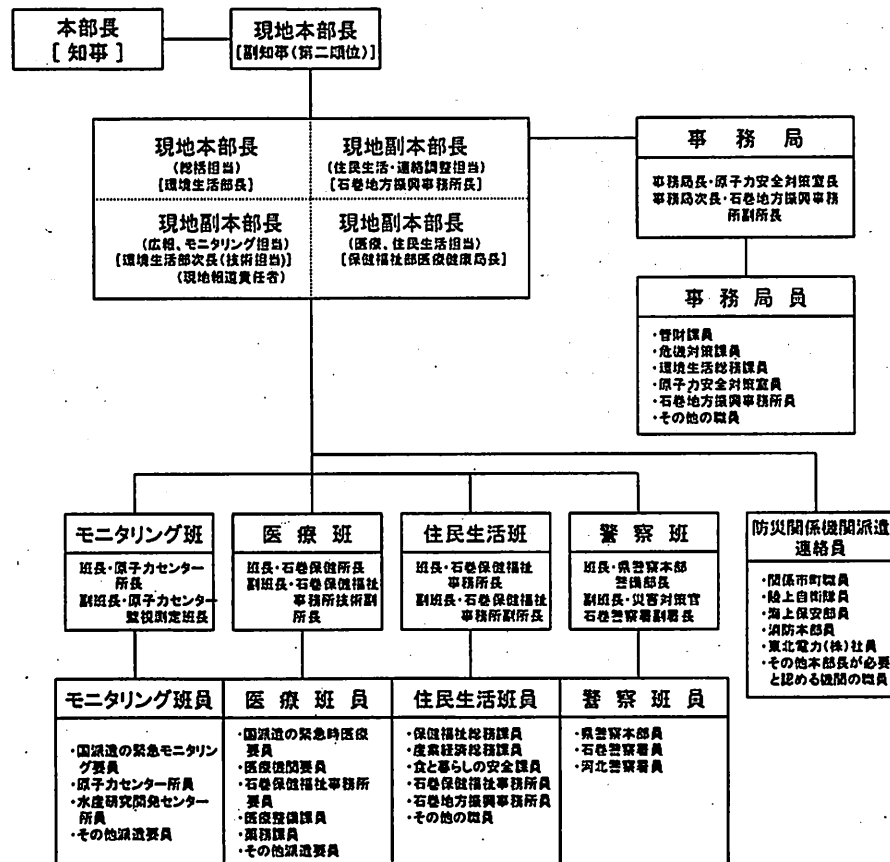 本部長
[ 知事 ]
現地本部長
[副知事(第二順位)]
現地本部長
(総括担当)
[環境生活部長]
現地副本部長
(住民生活・連絡調整担当)
[石巻地方振興事務所長]
現地副本部長
(広報、モニタリング担当)
[環境生活部次長(技術担当)]
(現地報道責任者)
現地副本部長
(医療、住民生活担当)
[保健福祉部医療健康局長]
事務局
事務局長・原子力安全対策室長
事務局次長・石巻地方振興事務
所副所長
事務局員
・管財課員
・危機対策課員
・環境生活総務課員
・原子力安全対策室員
・石巻地方振興事務所員
・その他の職員
モニタリング班
班長・原子力センター
所長
副班長・原子力センター
監視測定班長
医療班
班長・石巻保健所長
副班長・石巻保健福祉
事務所技術副
所長
住民生活班
班長・石巻保健福祉
事務所長
副班長・石巻保健福祉
事務所副所長
警察班
班長・県警察本部
警備部長
副班長・災害対策官
石巻警察署副署長
防災関係機関派遣
連絡員
・関係市町職員
・陸上自衛隊員
・海上保安部員
・消防本部員
・東北電力(株)社員
・その他本部長が必要
と認める機関の職員
モニタリング班員
・国派遣の緊急モニタリン
グ要員
・原子力センター所員
・水産研究開発センター
所員
・その他派遣要員
医療班員
・国派遣の緊急時医療
要員
・医療機関要員
・石巻保健福祉事務所
要員
・医療整備課員
・薬務課員
・その他派遣要員
住民生活班員
・保健福祉総務課員
・産業経済総務課員
・食と暮らしの安全課員
・石巻保健福祉事務所員
・石巻地方振興事務所員
・その他の職員
警察班員
・県警察本部員
・石巻警察署員
・河北警察署員